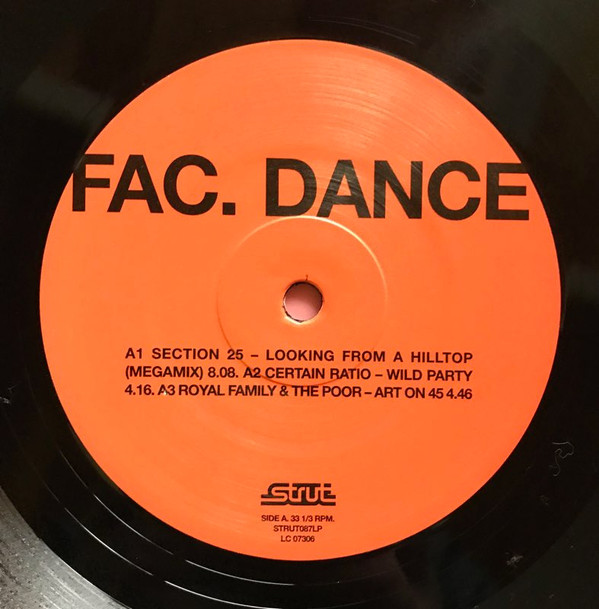 FAC. DANCE
A1 SECTION 25 – LOOKING FROM A HILLTOP
(MEGAMIX) 8.08. A2 CERTAIN RATIO – WILD PARTY
4.16. A3 ROYAL FAMILY & THE POOR – ART ON 45 4.46
Strut
SIDE A. 33 1/3 RPM.
STRUT087LP
LC 07306